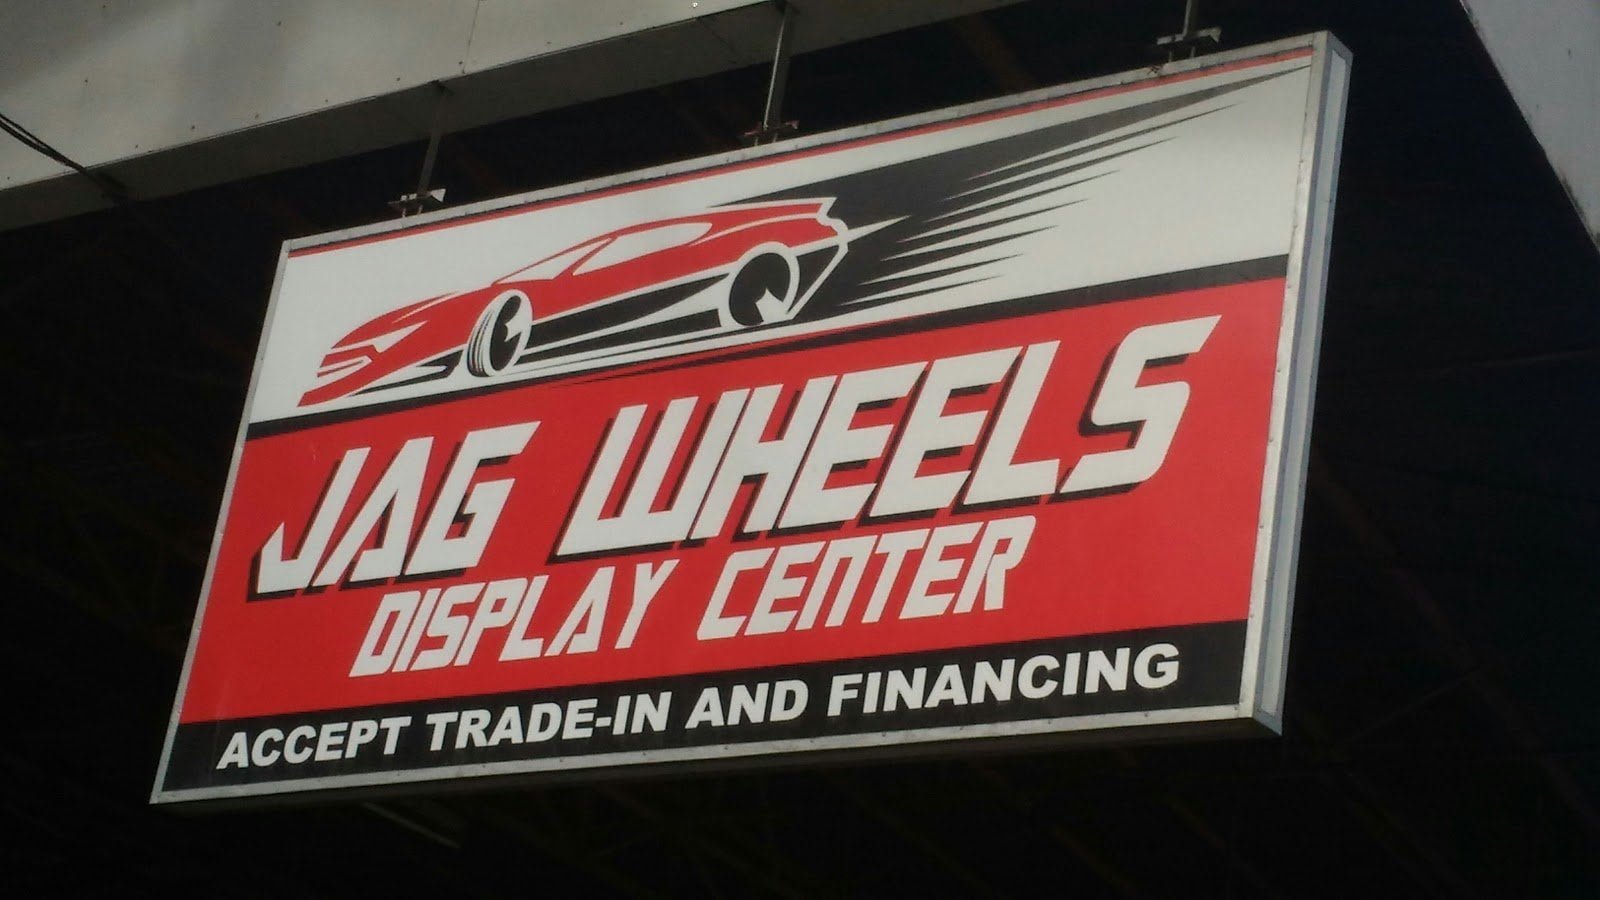 JAG WHEELS
DISPLAY CENTER
ACCEPT TRADE-IN AND FINANCING